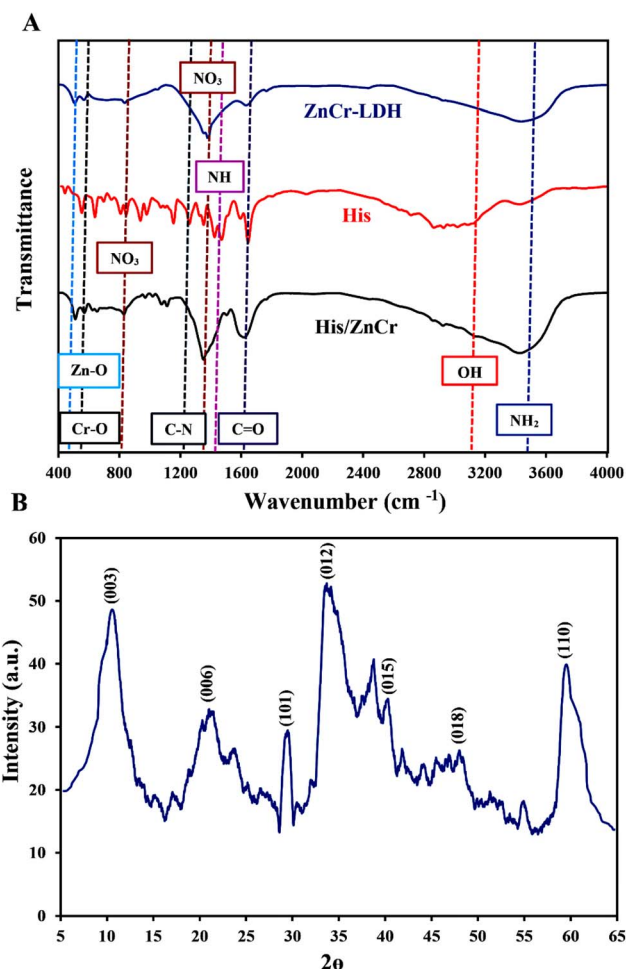 A
NO₃
ZnCr-LDH
NH
His
NO₃
His/ZnCr
Zn-O
OH
Cr-O
C-N
C=O
NH₂
Transmittance
400 800 1200 1600 2000 2400 2800 3200 3600 4000
Wavenumber (cm -1)
B
60
50
40
30
20
10
0
(003)
(006)
(101)
(012)
(015)
(018)
(110)
Intensity (a.u.)
5 10 15 20 25 30 35 40 45 50 55 60 65
2ɵ